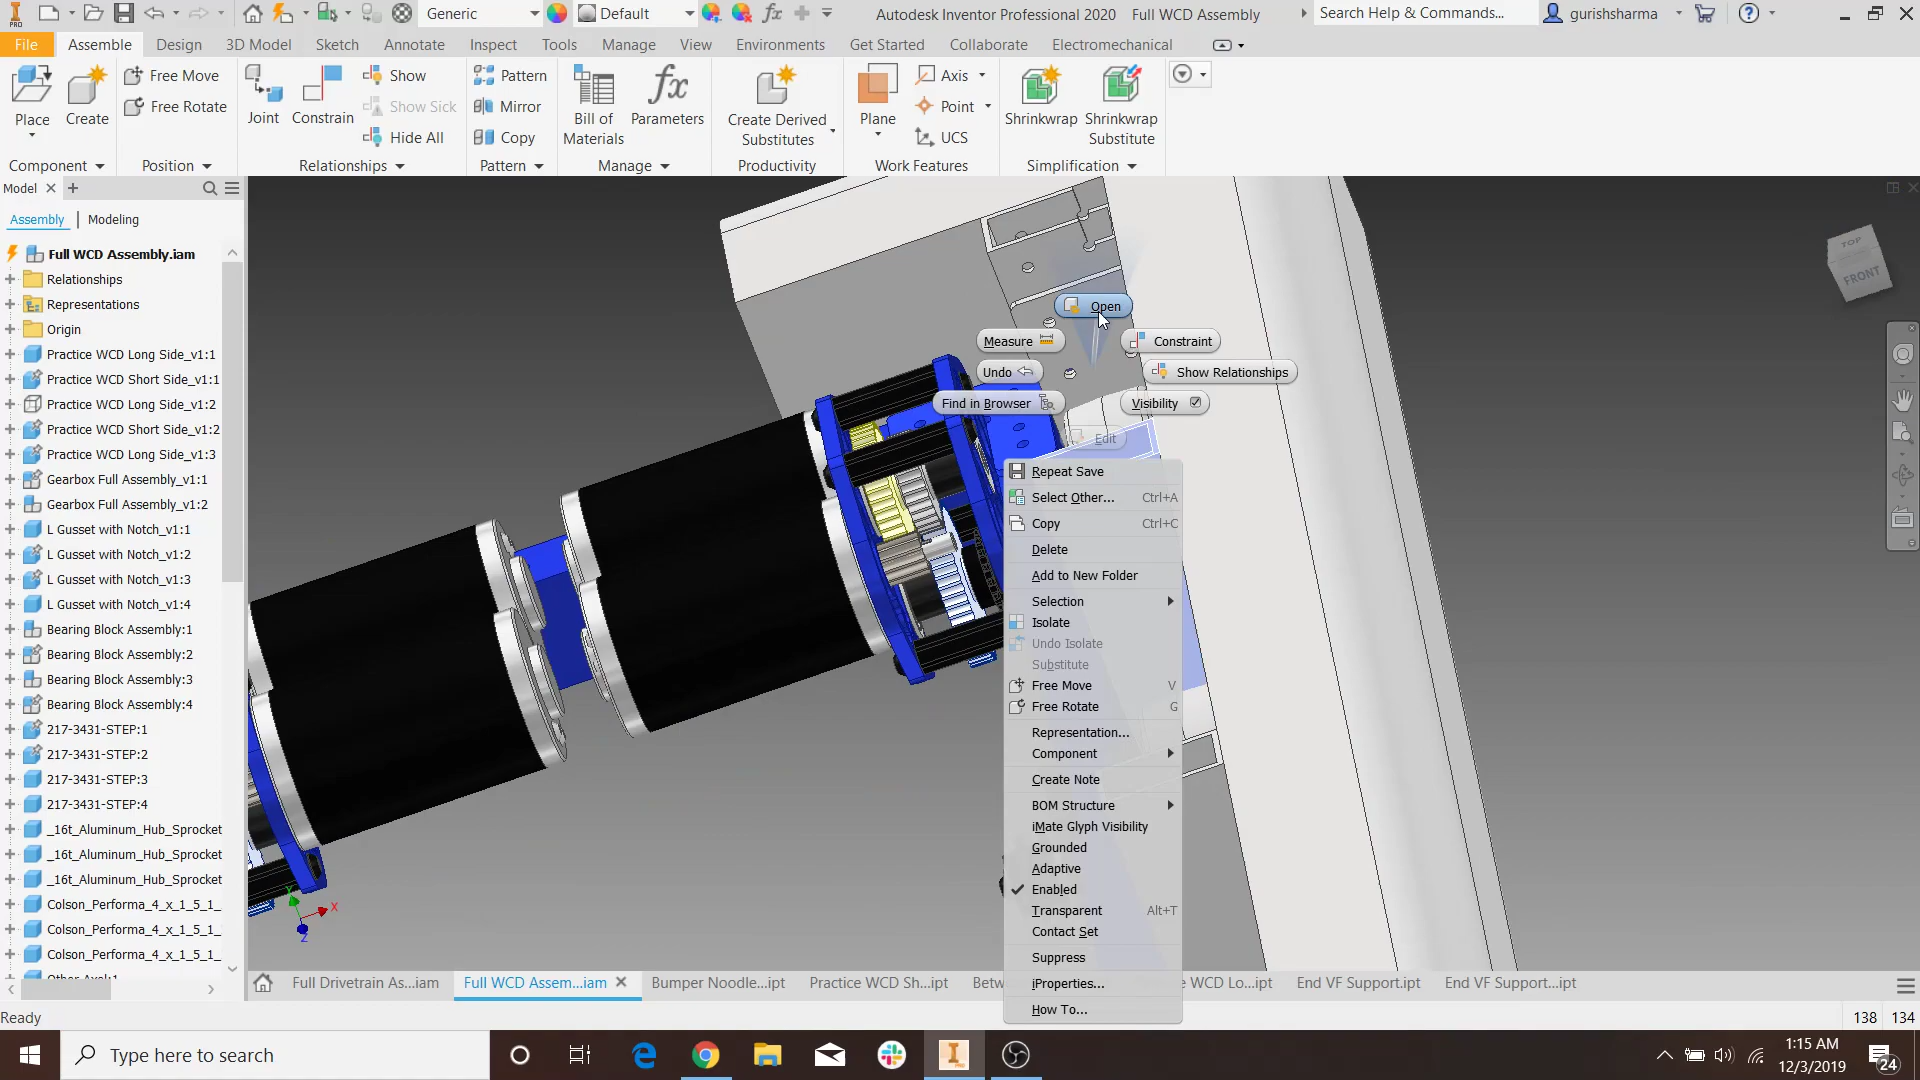 Generic
Default
Autodesk Inventor Professional 2020 Full WCD Assembly
Search Help & Commands...
gurishsharma
PRO
File Assemble Design 3D Model Sketch Annotate Inspect Tools Manage View Environments Get Started Collaborate Electromechanical
Place
Create
Free Move
Free Rotate
Joint
Constrain
Show
Show Sick
Hide All
Pattern
Mirror
Copy
Bill of
Materials
Parameters
Create Derived
Substitutes
Plane
Axis
Point
UCS
Shrinkwrap
Shrinkwrap
Substitute
Component Position Relationships Pattern Manage Productivity Work Features Simplification
Model
Assembly Modeling
Full WCD Assembly.iam
Relationships
Representations
Origin
Practice WCD Long Side_v1:1
Practice WCD Short Side_v1:1
Practice WCD Long Side_v1:2
Practice WCD Short Side_v1:2
Practice WCD Long Side_v1:3
Gearbox Full Assembly_v1:1
Gearbox Full Assembly_v1:2
L Gusset with Notch_v1:1
L Gusset with Notch_v1:2
L Gusset with Notch_v1:3
L Gusset with Notch_v1:4
Bearing Block Assembly:1
Bearing Block Assembly:2
Bearing Block Assembly:3
Bearing Block Assembly:4
217-3431-STEP:1
217-3431-STEP:2
217-3431-STEP:3
217-3431-STEP:4
_16t_Aluminum_Hub_Sprocket
_16t_Aluminum_Hub_Sprocket
_16t_Aluminum_Hub_Sprocket
Colson_Performa_4_x_1_5_1_
Colson_Performa_4_x_1_5_1_
Colson_Performa_4_x_1_5_1_
TOP
FRONT
Open
Measure
Constraint
Undo
Show Relationships
Find in Browser
Visibility
Edit
Repeat Save
Select Other... Ctrl+A
Copy Ctrl+C
Delete
Add to New Folder
Selection
Isolate
Undo Isolate
Substitute
Free Move V
Free Rotate G
Representation...
Component
Create Note
BOM Structure
iMate Glyph Visibility
Grounded
Adaptive
Enabled
Transparent Alt+T
Contact Set
Suppress
iProperties...
How To...
Y
X
Z
Full Drivetrain As...iam Full WCD Assem...iam Bumper Noodle...ipt Practice WCD Sh...ipt Betw e WCD Lo...ipt End VF Support.ipt End VF Support...ipt
Ready
138 134
Type here to search
1:15 AM
12/3/2019
24